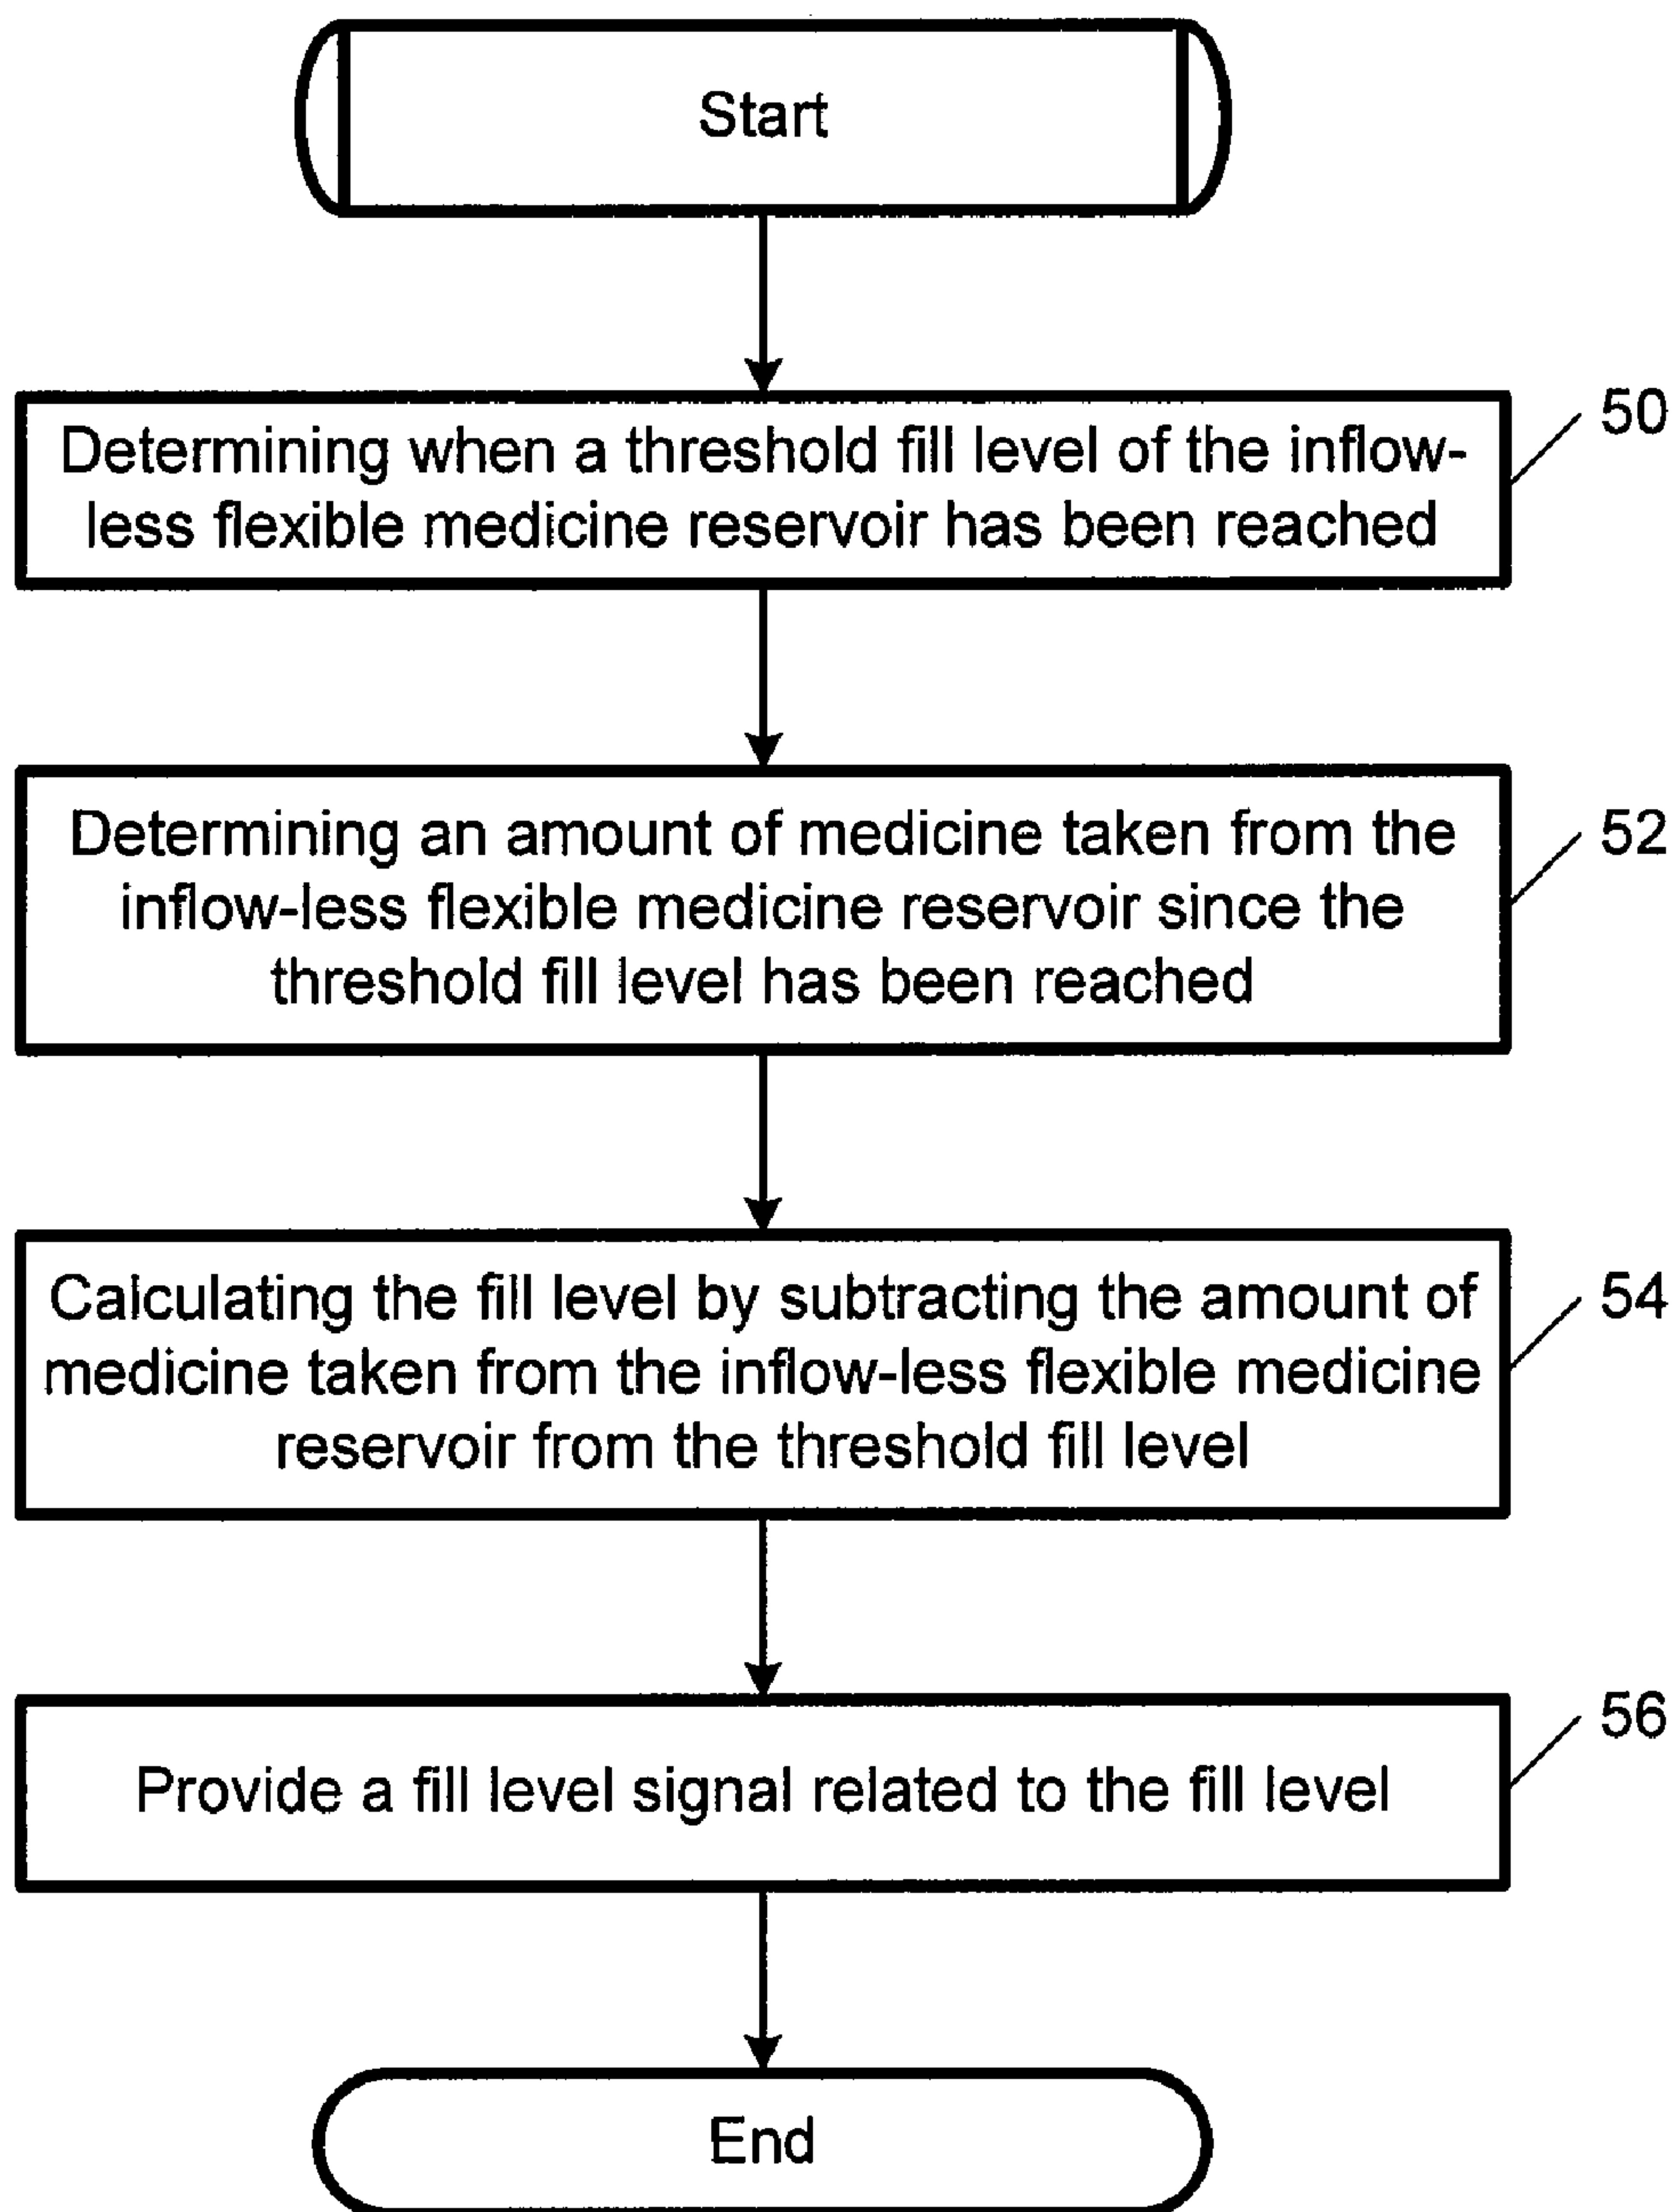 Start
Determining when a threshold fill level of the inflow-
less flexible medicine reservoir has been reached
50
Determining an amount of medicine taken from the
inflow-less flexible medicine reservoir since the
threshold fill level has been reached
52
Calculating the fill level by subtracting the amount of
medicine taken from the inflow-less flexible medicine
reservoir from the threshold fill level
54
Provide a fill level signal related to the fill level
56
End